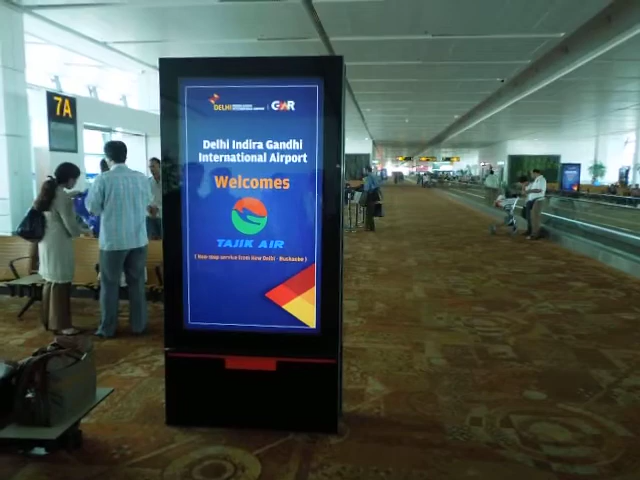 7A
DELHI
GMR
Delhi Indira Gandhi
International Airport
Welcomes
TAJIK AIR
( Non-stop service from New Delhi - Dushanbe )